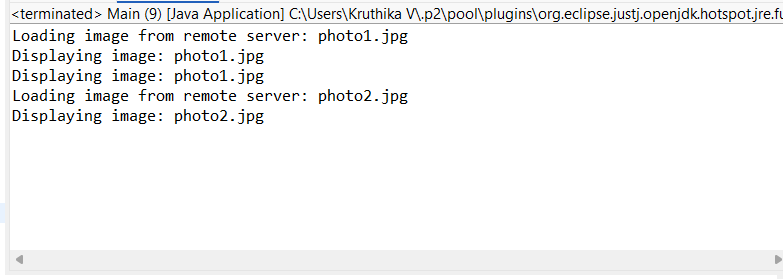 <terminated> Main (9) [Java Application] C:\Users\Kruthika V\.p2\pool\plugins\org.eclipse.justj.openjdk.hotspot.jre.fu
Loading image from remote server: photo1.jpg
Displaying image: photo1.jpg
Displaying image: photo1.jpg
Loading image from remote server: photo2.jpg
Displaying image: photo2.jpg